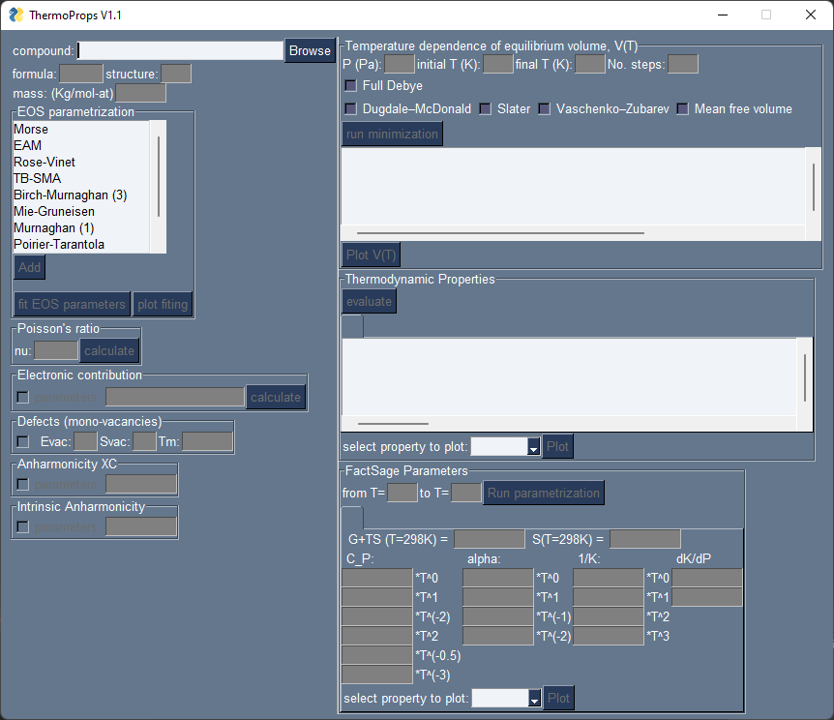 ThermoProps V1.1
compound: Browse
formula: structure:
mass: (Kg/mol-at)
EOS parametrization
Morse
EAM
Rose-Vinet
TB-SMA
Birch-Murnaghan (3)
Mie-Gruneisen
Murnaghan (1)
Poirier-Tarantola
Add
fit EOS parameters plot fiting
Poisson's ratio
nu: calculate
Electronic contribution
parameters calculate
Defects (mono-vacancies)
Evac: Svac: Tm:
Anharmonicity XC
parameters
Intrinsic Anharmonicity
parameters
Temperature dependence of equilibrium volume, V(T)
P (Pa): initial T (K): final T (K): No. steps:
Full Debye
Dugdale–McDonald Slater Vaschenko–Zubarev Mean free volume
run minimization
Plot V(T)
Thermodynamic Properties
evaluate
select property to plot: Plot
FactSage Parameters
from T= to T= Run parametrization
G+TS (T=298K) = S(T=298K) =
C_P: alpha: 1/K: dK/dP
*T^0 *T^0 *T^0
*T^1 *T^1 *T^1
*T^(-2) *T^(-1) *T^2
*T^2 *T^(-2) *T^3
*T^(-0.5)
*T^(-3)
select property to plot: Plot